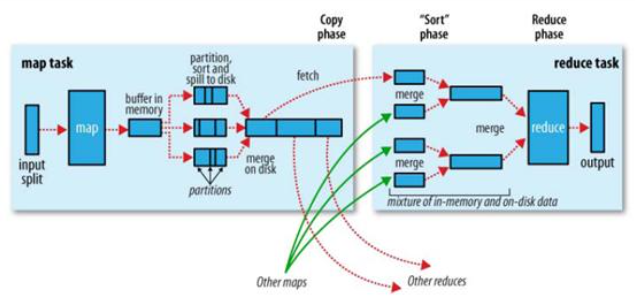 Copy
phase
"Sort"
phase
Reduce
phase
map task
partition,
sort and
spill to disk
fetch
reduce task
buffer in
memory
map
merge
merge
reduce
input
split
merge
on disk
merge
output
partitions
mixture of in-memory and on-disk data
Other maps
Other reduces